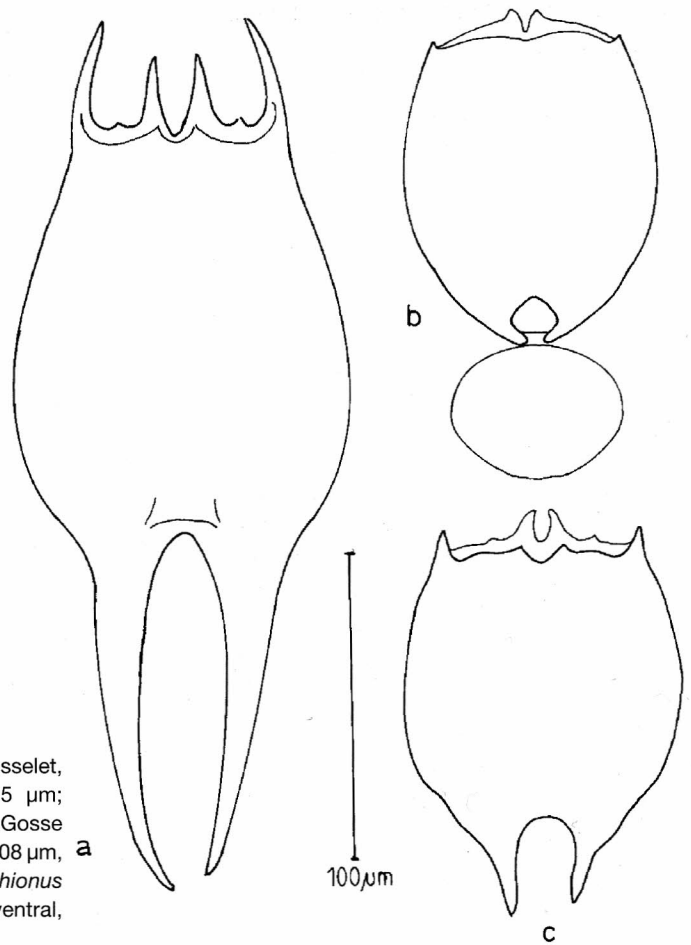 b
sselet,
5 µm;
Gosse
08 µm,
hionus
ventral,
a
100µm
c